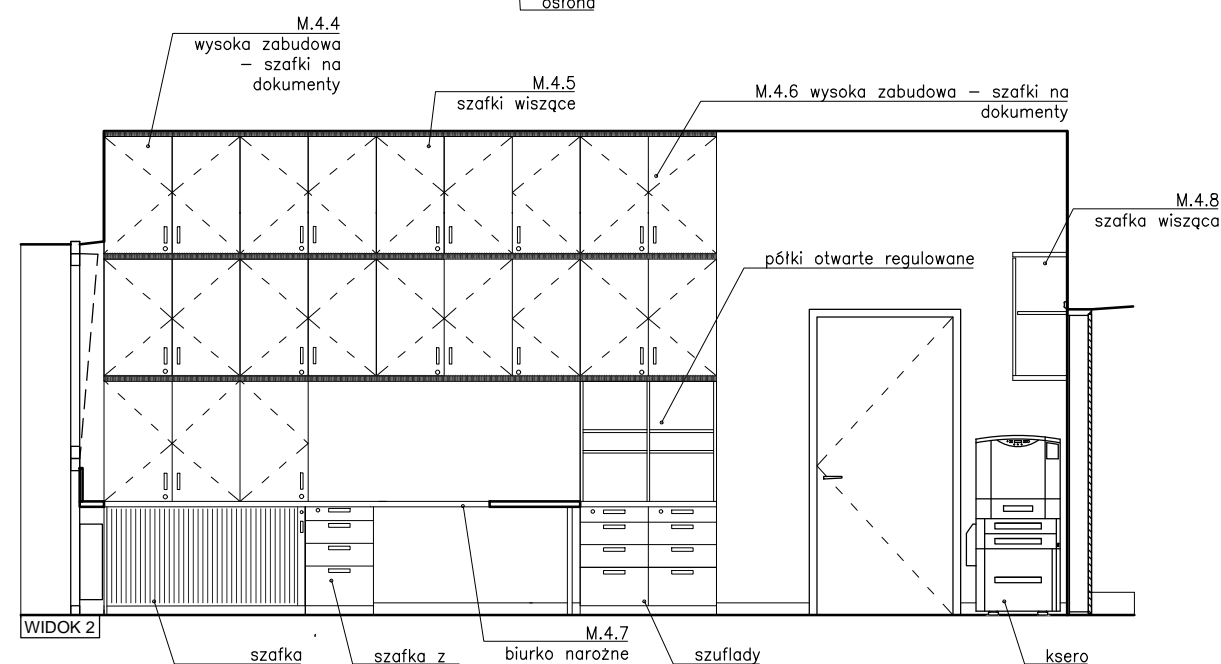 osłona
M.4.4
wysoka zabudowa
– szafki na
dokumenty
M.4.5
szafki wiszące
M.4.6 wysoka zabudowa – szafki na
dokumenty
M.4.8
szafka wisząca
półki otwarte regulowane
WIDOK 2
szafka
szafka z
M.4.7
biurko narożne
szuflady
ksero